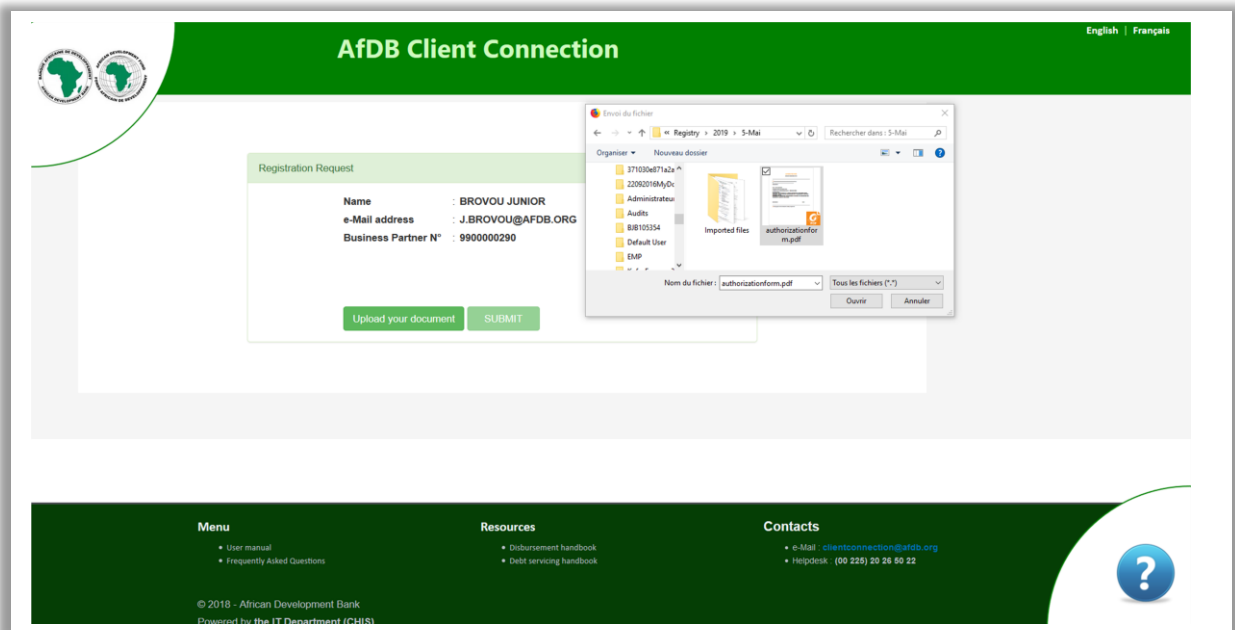 English | Français
AfDB Client Connection
Envoi du fichier
« Registry › 2019 › 5-Mai
Rechercher dans : 5-Mai
Organiser
Nouveau dossier
371030e871a2a
22092016MyDc
Administrateu
Audits
BJB105354
Default User
EMP
Imported files
authorizationfor
m.pdf
Nom du fichier : authorizationform.pdf
Tous les fichiers (*.*)
Ouvrir
Annuler
Registration Request
Name : BROVOU JUNIOR
e-Mail address : J.BROVOU@AFDB.ORG
Business Partner N° : 9900000290
Upload your document
SUBMIT
Menu
• User manual
• Frequently Asked Questions
Resources
• Disbursement handbook
• Debt servicing handbook
Contacts
• e-Mail : clientconnection@afdb.org
• Helpdesk : (00 225) 20 26 50 22
?
© 2018 - African Development Bank
Powered by the IT Department (CHIS)